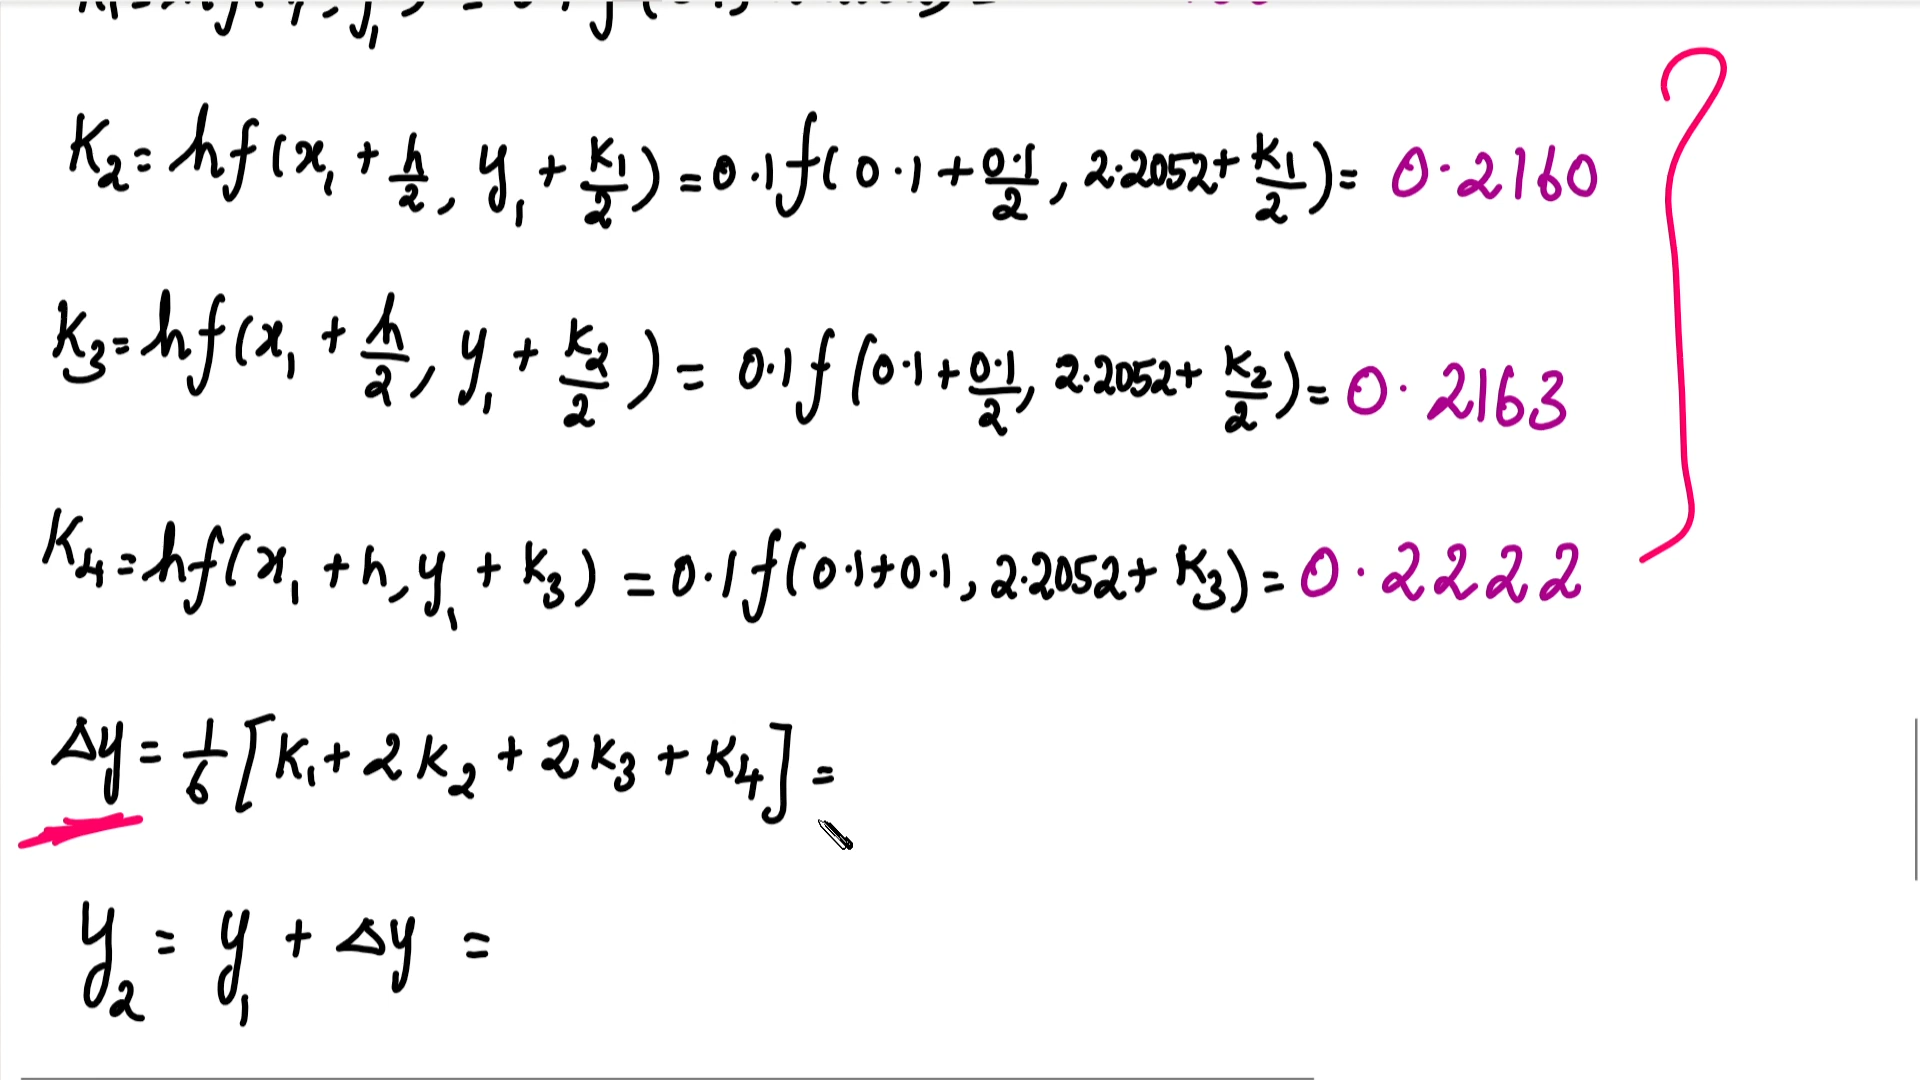 K₂ = hf(x₁ + h/2, y₁ + K₁/2) = 0.1f(0.1 + 0.1/2, 2.2052 + K₁/2) = 0.2160
K₃ = hf(x₁ + h/2, y₁ + K₂/2) = 0.1f(0.1 + 0.1/2, 2.2052 + K₂/2) = 0.2163
K₄ = hf(x₁ + h, y₁ + K₃) = 0.1f(0.1 + 0.1, 2.2052 + K₃) = 0.2222
Δy = 1/6 [K₁ + 2K₂ + 2K₃ + K₄] =
y₂ = y₁ + Δy =